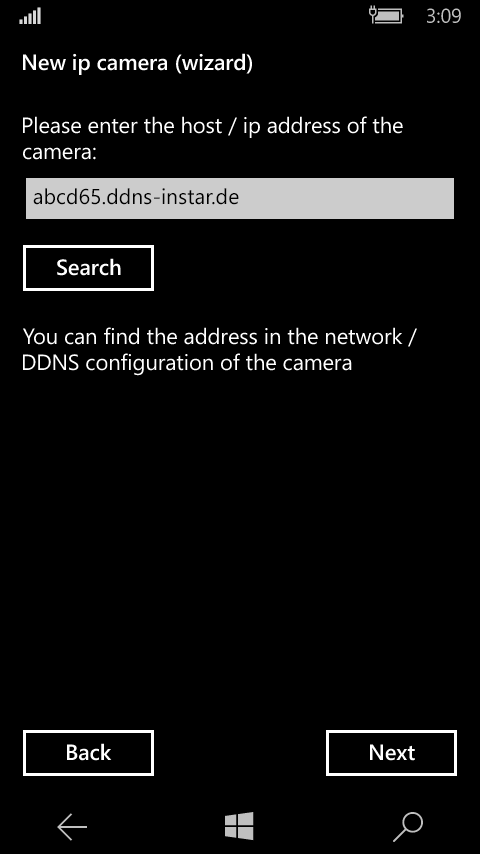 3:09
New ip camera (wizard)
Please enter the host / ip address of the
camera:
abcd65.ddns-instar.de
Search
You can find the address in the network /
DDNS configuration of the camera
Back
Next